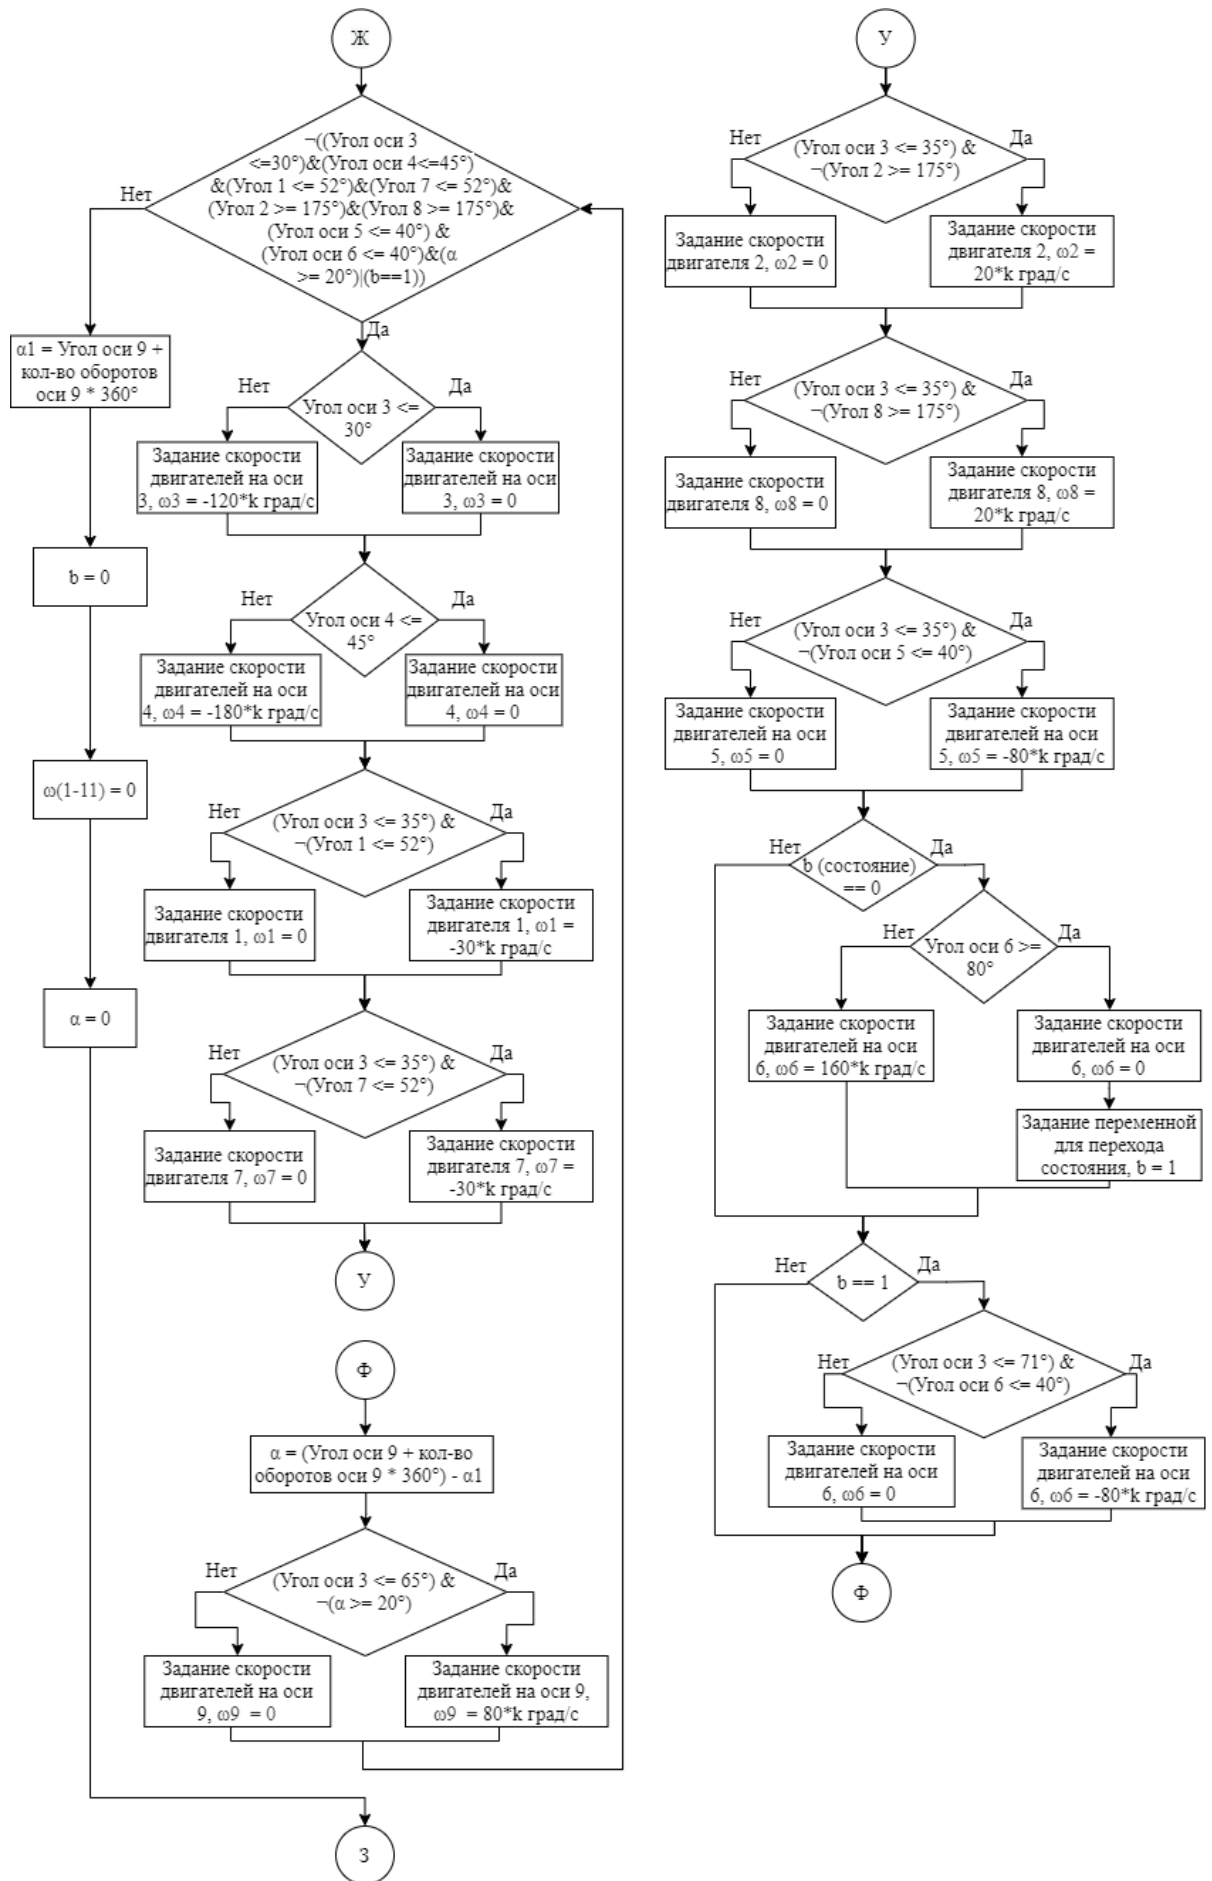 Ж
¬((Угол оси 3
<=30°)&(Угол оси 4<=45°)
&(Угол 1 <= 52°)&(Угол 7 <= 52°)&
(Угол 2 >= 175°)&(Угол 8 >= 175°)&
(Угол оси 5 <= 40°) &
(Угол оси 6 <= 40°)&(α
>= 20°)|(b==1))
Нет
Да
α1 = Угол оси 9 +
кол-во оборотов
оси 9 * 360°
b = 0
ω(1-11) = 0
α = 0
Нет
Да
Угол оси 3 <=
30°
Задание скорости
двигателей на оси
3, ω3 = -120*k град/с
Задание скорости
двигателей на оси
3, ω3 = 0
Нет
Да
Угол оси 4 <=
45°
Задание скорости
двигателей на оси
4, ω4 = -180*k град/с
Задание скорости
двигателей на оси
4, ω4 = 0
Нет
Да
(Угол оси 3 <= 35°) &
¬(Угол 1 <= 52°)
Задание скорости
двигателя 1, ω1 = 0
Задание скорости
двигателя 1, ω1 =
-30*k град/с
Нет
Да
(Угол оси 3 <= 35°) &
¬(Угол 7 <= 52°)
Задание скорости
двигателя 7, ω7 = 0
Задание скорости
двигателя 7, ω7 =
-30*k град/с
У
Ф
α = (Угол оси 9 + кол-во
оборотов оси 9 * 360°) - α1
Нет
Да
(Угол оси 3 <= 65°) &
¬(α >= 20°)
Задание скорости
двигателей на оси
9, ω9 = 0
Задание скорости
двигателей на оси 9,
ω9 = 80*k град/с
З
У
Нет
Да
(Угол оси 3 <= 35°) &
¬(Угол 2 >= 175°)
Задание скорости
двигателя 2, ω2 = 0
Задание скорости
двигателя 2, ω2 =
20*k град/с
Нет
Да
(Угол оси 3 <= 35°) &
¬(Угол 8 >= 175°)
Задание скорости
двигателя 8, ω8 = 0
Задание скорости
двигателя 8, ω8 =
20*k град/с
Нет
Да
(Угол оси 3 <= 35°) &
¬(Угол оси 5 <= 40°)
Задание скорости
двигателей на оси
5, ω5 = 0
Задание скорости
двигателей на оси
5, ω5 = -80*k град/с
Нет
Да
b (состояние)
== 0
Нет
Да
Угол оси 6 >=
80°
Задание скорости
двигателей на оси
6, ω6 = 160*k град/с
Задание скорости
двигателей на оси
6, ω6 = 0
Задание переменной
для перехода
состояния, b = 1
Нет
Да
b == 1
Нет
Да
(Угол оси 3 <= 71°) &
¬(Угол оси 6 <= 40°)
Задание скорости
двигателей на оси
6, ω6 = 0
Задание скорости
двигателей на оси
6, ω6 = -80*k град/с
Ф